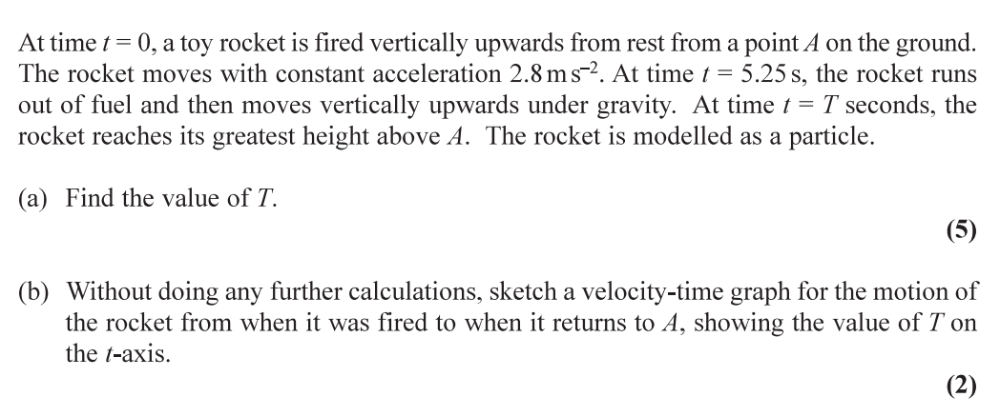 At time t = 0, a toy rocket is fired vertically upwards from rest from a point A on the ground.
The rocket moves with constant acceleration 2.8 m s⁻². At time t = 5.25 s, the rocket runs
out of fuel and then moves vertically upwards under gravity. At time t = T seconds, the
rocket reaches its greatest height above A. The rocket is modelled as a particle.
(a) Find the value of T.
(5)
(b) Without doing any further calculations, sketch a velocity-time graph for the motion of
the rocket from when it was fired to when it returns to A, showing the value of T on
the t-axis.
(2)